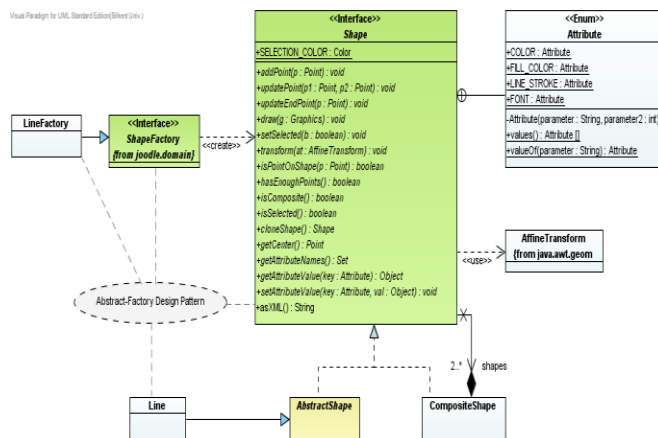 Visual Paradigm for UML Standard Edition(Bilkent Univ.)
<<Interface>>
Shape
+SELECTION_COLOR : Color
+addPoint(p : Point) : void
+updatePoint(p1 : Point, p2 : Point) : void
+updateEndPoint(p : Point) : void
+draw(g : Graphics) : void
+setSelected(b : boolean) : void
+transform(at : AffineTransform) : void
+isPointOnShape(p : Point) : boolean
+hasEnoughPoints() : boolean
+isComposite() : boolean
+isSelected() : boolean
+cloneShape() : Shape
+getCenter() : Point
+getAttributeNames() : Set
+getAttributeValue(key : Attribute) : Object
+setAttributeValue(key : Attribute, val : Object) : void
+asXML() : String
<<Enum>>
Attribute
+COLOR : Attribute
+FILL_COLOR : Attribute
+LINE_STROKE : Attribute
+FONT : Attribute
-Attribute(parameter : String, parameter2 : int)
+values() : Attribute []
+valueOf(parameter : String) : Attribute
LineFactory
<<Interface>>
ShapeFactory
{from joodle.domain}
<<create>>
AffineTransform
{from java.awt.geom
<<use>>
Abstract-Factory Design Pattern
2..*
shapes
Line
AbstractShape
CompositeShape